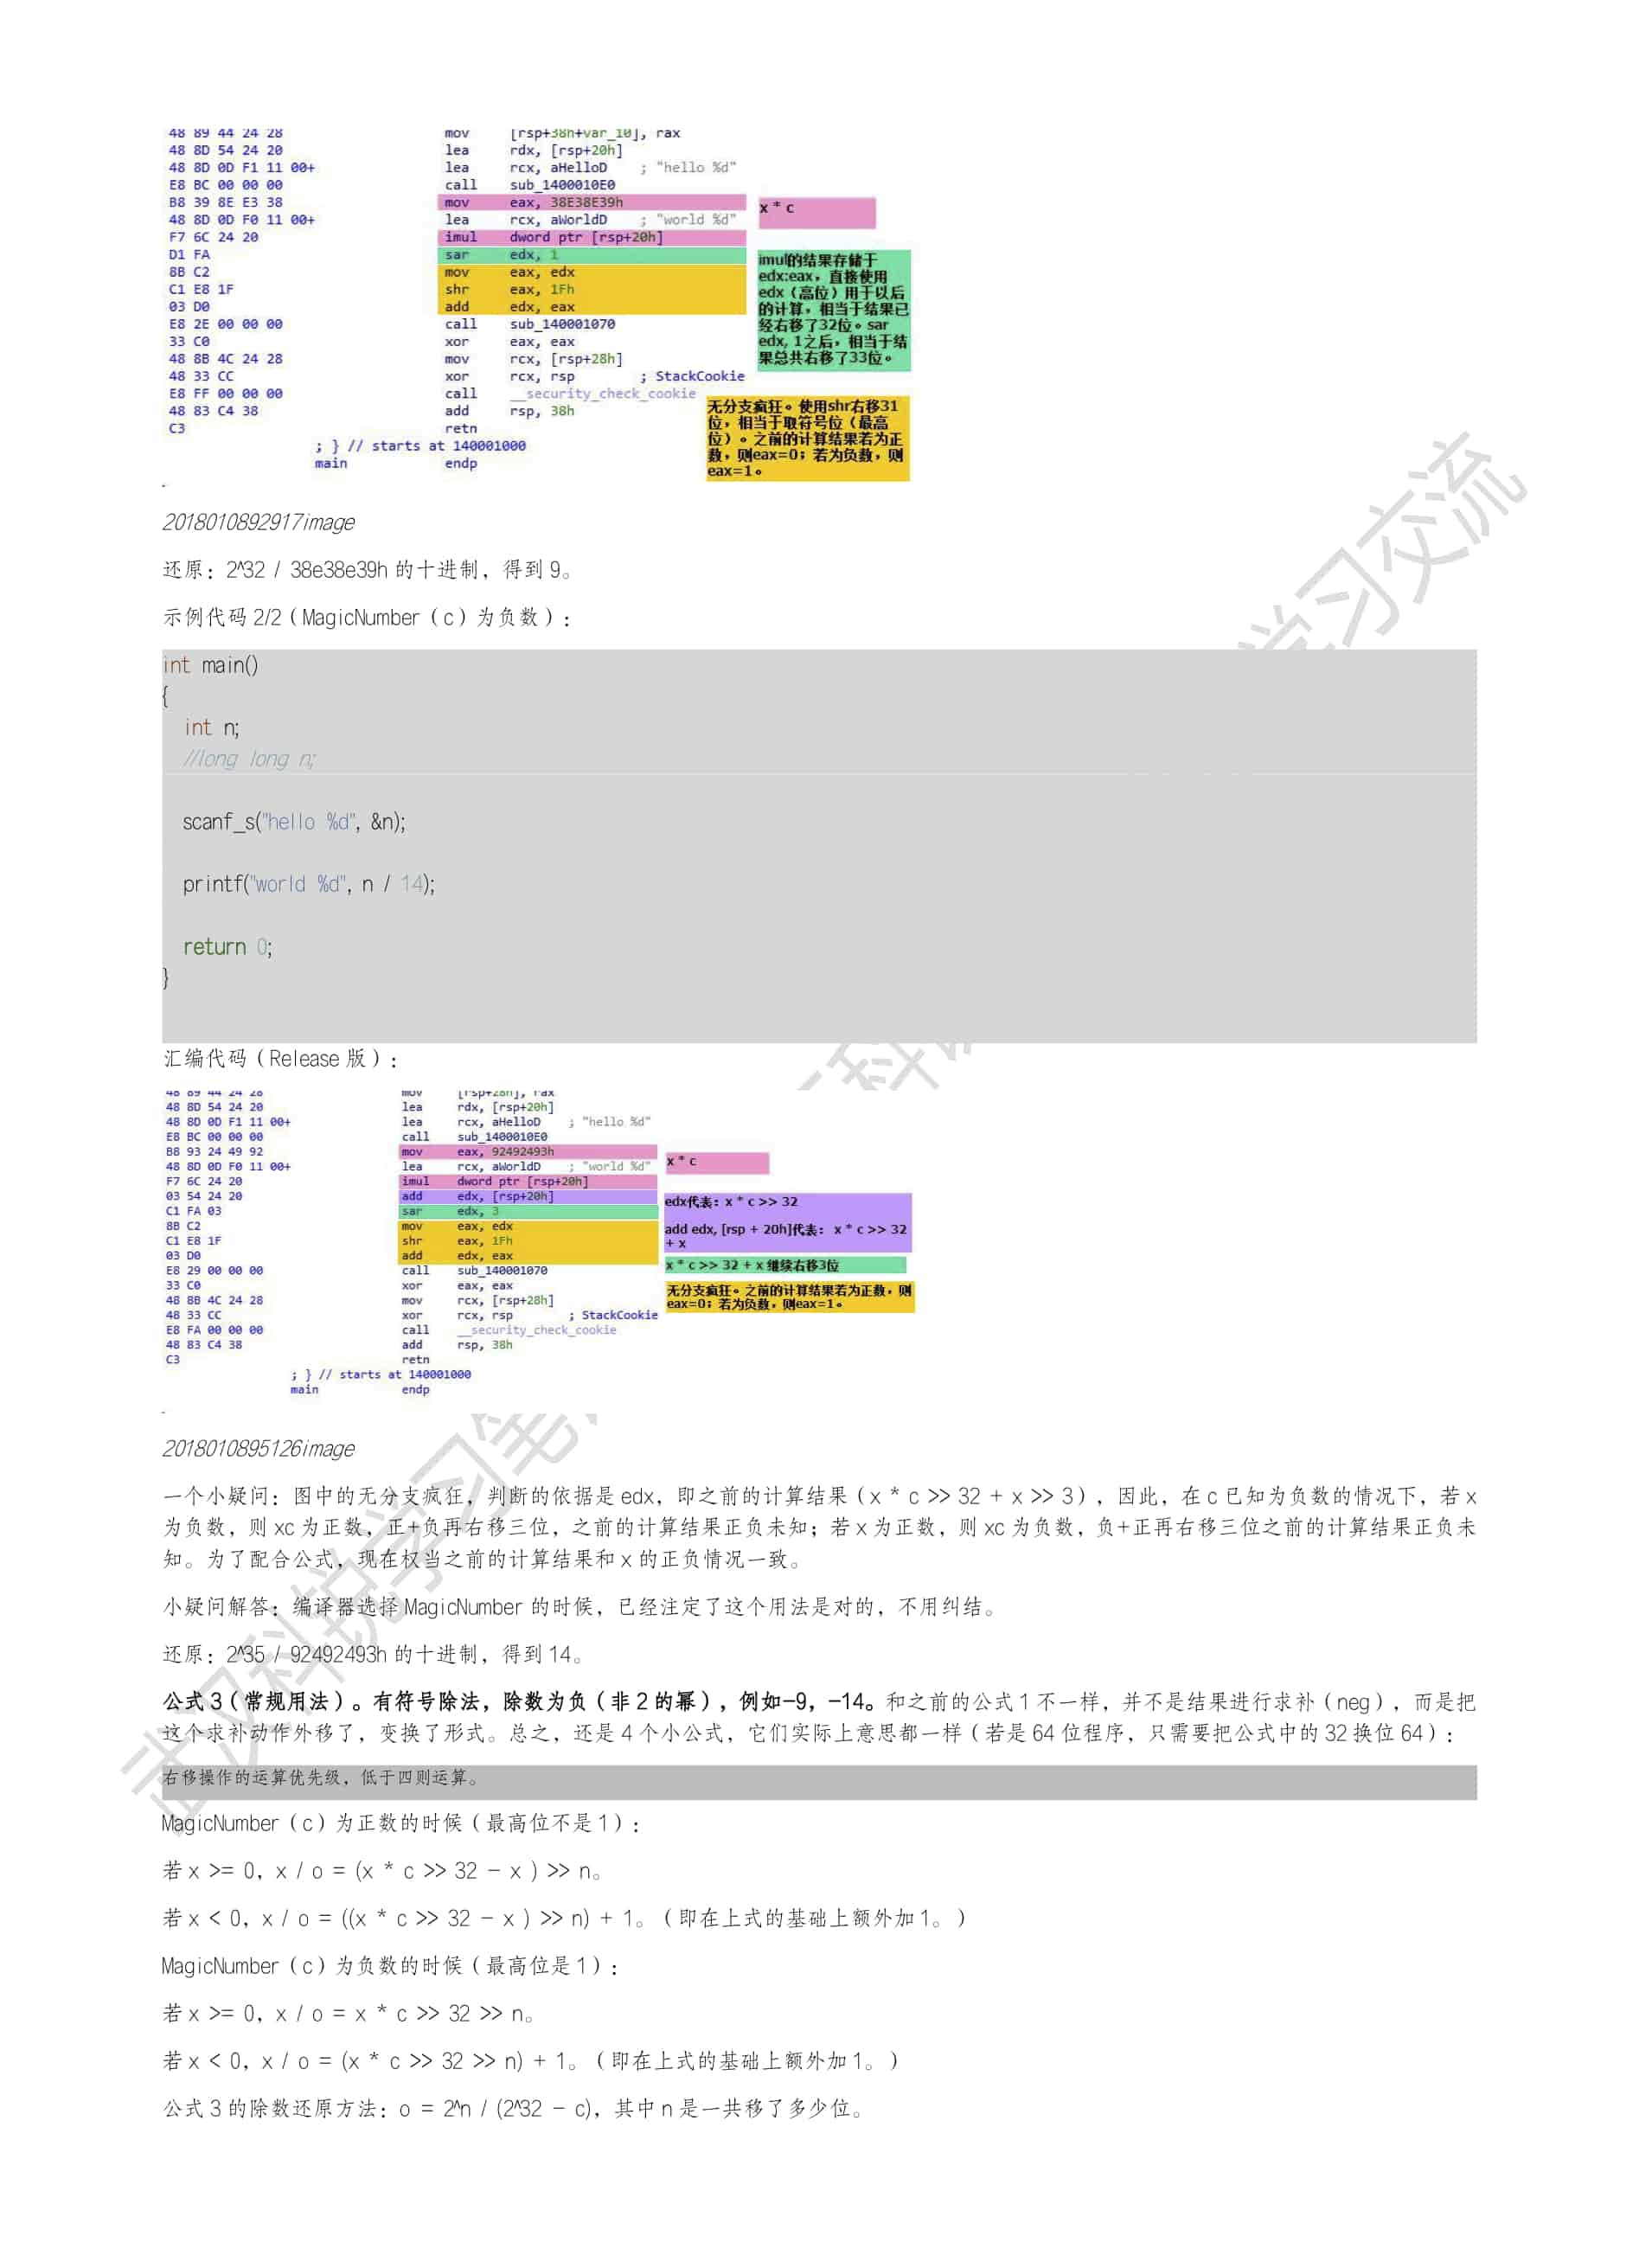 48 89 44 24 28 mov [rsp+38h+var_10], rax
48 8D 54 24 20 lea rdx, [rsp+20h]
48 8D 0D F1 11 00+ lea rcx, aHelloD ; "hello %d"
E8 BC 00 00 00 call sub_1400010E0
B8 39 8E E3 38 mov eax, 38E38E39h
x * c
48 8D 0D F0 11 00+ lea rcx, aWorldD ; "world %d"
F7 6C 24 20 imul dword ptr [rsp+20h]
D1 FA sar edx, 1
8B C2 mov eax, edx
C1 E8 1F shr eax, 1Fh
03 D0 add edx, eax
E8 2E 00 00 00 call sub_140001070
33 C0 xor eax, eax
48 8B 4C 24 28 mov rcx, [rsp+28h]
48 33 CC xor rcx, rsp ; StackCookie
E8 FF 00 00 00 call __security_check_cookie
48 83 C4 38 add rsp, 38h
C3 retn
; } // starts at 140001000
main endp
imul的结果存储于
edx:eax，直接使用
edx（高位）用于以后
的计算，相当于结果已
经右移了32位。sar
edx, 1之后，相当于结
果总共右移了33位。
无分支疯狂。使用shr右移31
位，相当于取符号位（最高
位）。之前的计算结果若为正
数，则eax=0；若为负数，则
eax=1。
2018010892917image
还原：2^32 / 38e38e39h 的十进制，得到 9。
示例代码 2/2（MagicNumber（c）为负数）：
int main()
{
int n;
//long long n;
scanf_s("hello %d", &n);
printf("world %d", n / 14);
return 0;
}
汇编代码（Release 版）：
48 89 44 24 28 mov [rsp+28h], rax
48 8D 54 24 20 lea rdx, [rsp+20h]
48 8D 0D F1 11 00+ lea rcx, aHelloD ; "hello %d"
E8 BC 00 00 00 call sub_1400010E0
B8 93 24 49 92 mov eax, 92492493h
x * c
48 8D 0D F0 11 00+ lea rcx, aWorldD ; "world %d"
F7 6C 24 20 imul dword ptr [rsp+20h]
03 54 24 20 add edx, [rsp+20h]
C1 FA 03 sar edx, 3
8B C2 mov eax, edx
C1 E8 1F shr eax, 1Fh
03 D0 add edx, eax
E8 29 00 00 00 call sub_140001070
33 C0 xor eax, eax
48 8B 4C 24 28 mov rcx, [rsp+28h]
48 33 CC xor rcx, rsp ; StackCookie
E8 FA 00 00 00 call __security_check_cookie
48 83 C4 38 add rsp, 38h
C3 retn
; } // starts at 140001000
main endp
edx代表：x * c >> 32
add edx, [rsp + 20h]代表： x * c >> 32
+ x
x * c >> 32 + x 继续右移3位
无分支疯狂。之前的计算结果若为正数，则
eax=0；若为负数，则eax=1。
2018010895126image
一个小疑问：图中的无分支疯狂，判断的依据是 edx，即之前的计算结果（x * c >> 32 + x >> 3），因此，在 c 已知为负数的情况下，若 x
为负数，则 xc 为正数，正+负再右移三位，之前的计算结果正负未知；若 x 为正数，则 xc 为负数，负+正再右移三位之前的计算结果正负未
知。为了配合公式，现在权当之前的计算结果和 x 的正负情况一致。
小疑问解答：编译器选择 MagicNumber 的时候，已经注定了这个用法是对的，不用纠结。
还原：2^35 / 92492493h 的十进制，得到 14。
公式 3（常规用法）。有符号除法，除数为负（非 2 的幂），例如-9，-14。和之前的公式 1 不一样，并不是结果进行求补（neg），而是把
这个求补动作外移了，变换了形式。总之，还是 4 个小公式，它们实际上意思都一样（若是 64 位程序，只需要把公式中的 32 换位 64）：
右移操作的运算优先级，低于四则运算。
MagicNumber（c）为正数的时候（最高位不是 1）：
若 x >= 0，x / o = (x * c >> 32 - x ) >> n。
若 x < 0，x / o = ((x * c >> 32 - x ) >> n) + 1。（即在上式的基础上额外加 1。）
MagicNumber（c）为负数的时候（最高位是 1）：
若 x >= 0，x / o = x * c >> 32 >> n。
若 x < 0，x / o = (x * c >> 32 >> n) + 1。（即在上式的基础上额外加 1。）
公式 3 的除数还原方法：o = 2^n / (2^32 - c)，其中 n 是一共移了多少位。
武汉科锐学习笔
科
学习交流